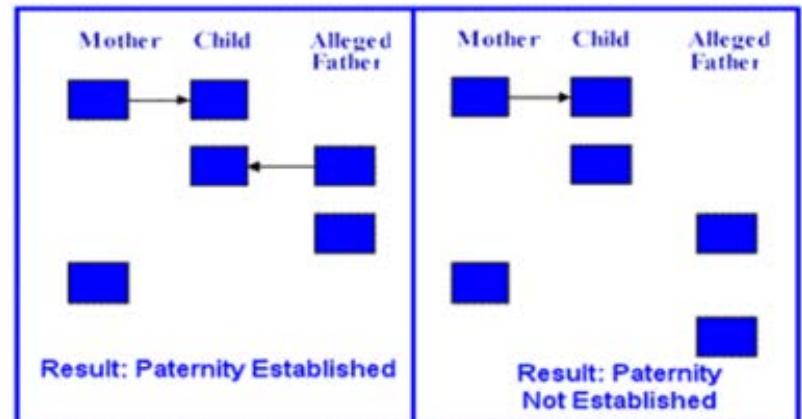 Mother Child Alleged Father
Result: Paternity Established
Mother Child Alleged Father
Result: Paternity
Not Established